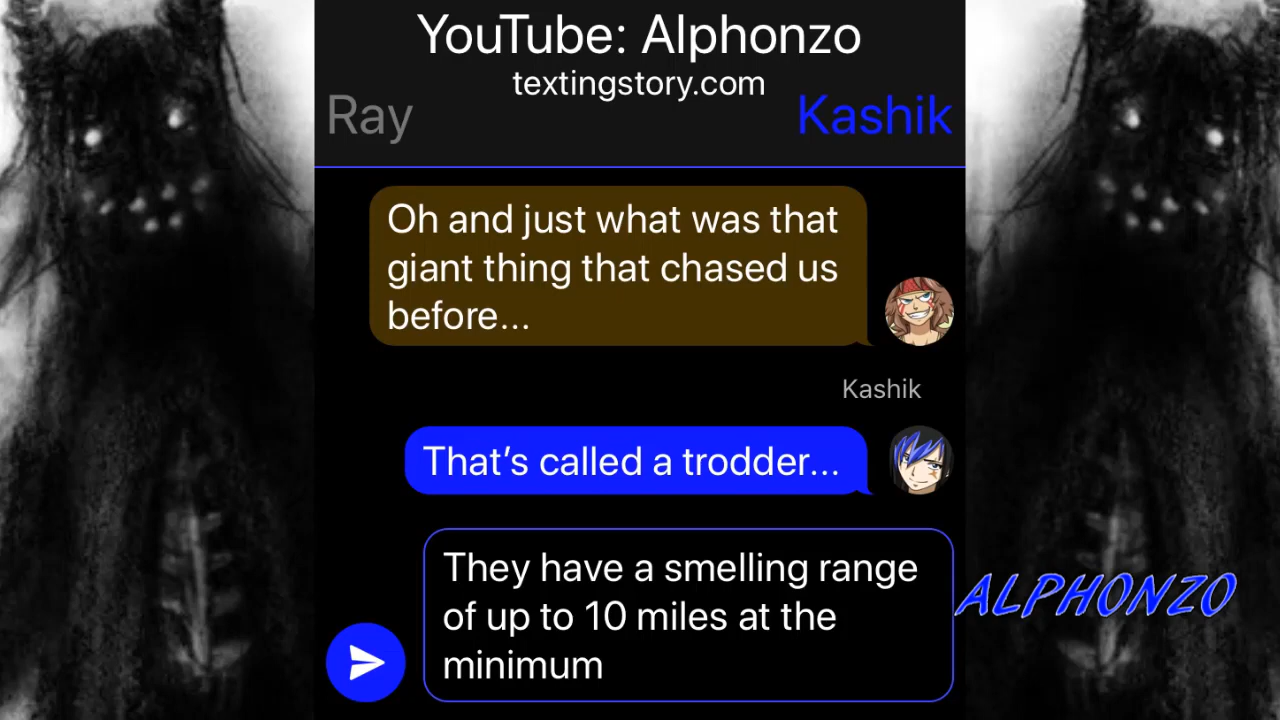 YouTube: Alphonzo
textingstory.com
Ray
Kashik
Oh and just what was that
giant thing that chased us
before...
Kashik
That’s called a trodder...
They have a smelling range
of up to 10 miles at the
minimum
ALPHONZO